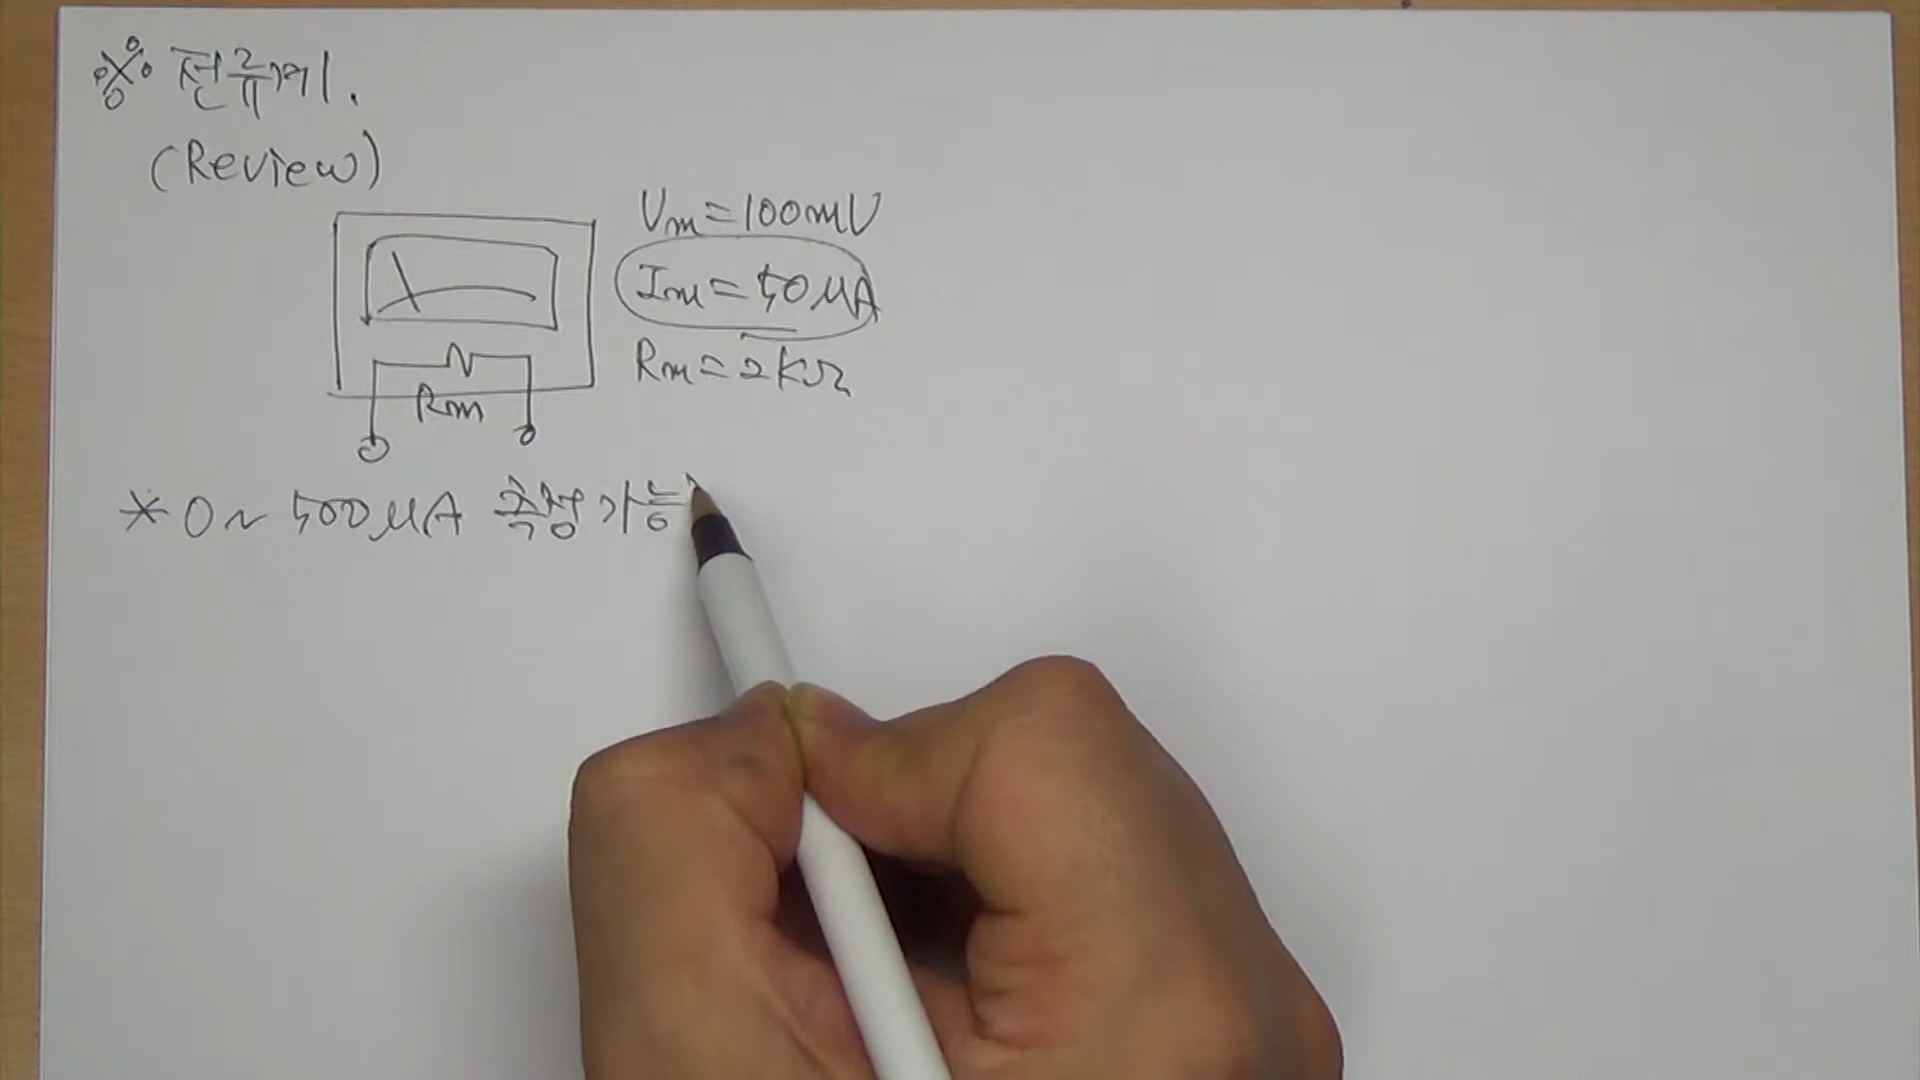 ※ 전류계.
(Review)
Vm=100mV
Im=50μA
Rm=2kΩ
Rm
* 0~500μA 측정가능